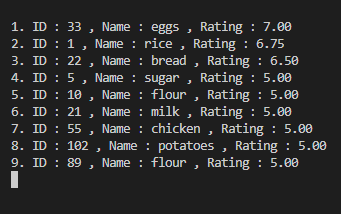 1. ID : 33 , Name : eggs , Rating : 7.00
2. ID : 1 , Name : rice , Rating : 6.75
3. ID : 22 , Name : bread , Rating : 6.50
4. ID : 5 , Name : sugar , Rating : 5.00
5. ID : 10 , Name : flour , Rating : 5.00
6. ID : 21 , Name : milk , Rating : 5.00
7. ID : 55 , Name : chicken , Rating : 5.00
8. ID : 102 , Name : potatoes , Rating : 5.00
9. ID : 89 , Name : flour , Rating : 5.00